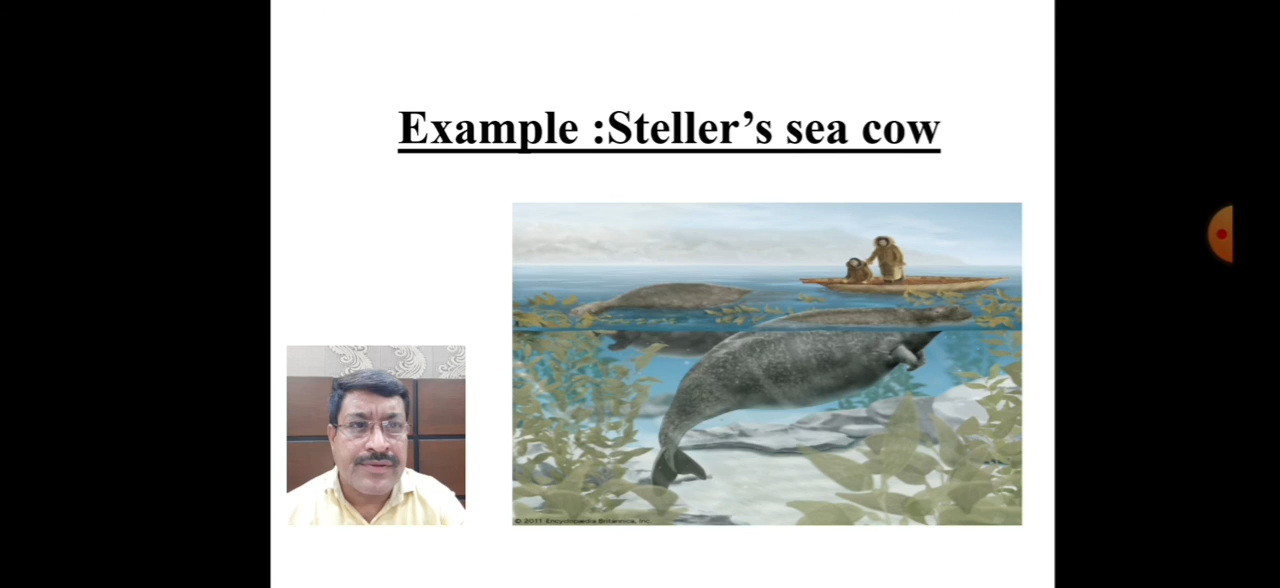 Example :Steller’s sea cow
© 2011 Encyclopædia Britannica, Inc.